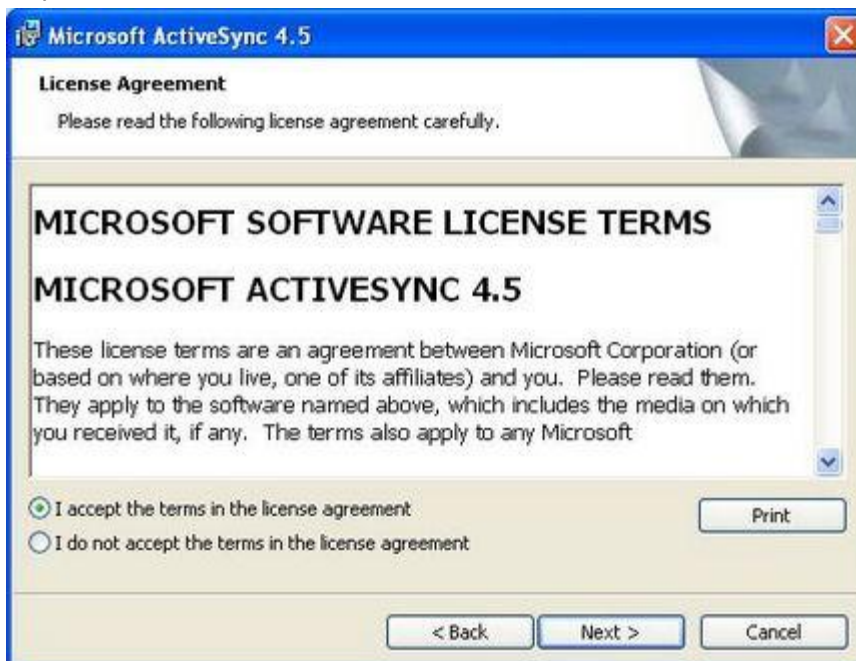 Microsoft ActiveSync 4.5
License Agreement
Please read the following license agreement carefully.
MICROSOFT SOFTWARE LICENSE TERMS
MICROSOFT ACTIVESYNC 4.5
These license terms are an agreement between Microsoft Corporation (or
based on where you live, one of its affiliates) and you.  Please read them.
They apply to the software named above, which includes the media on which
you received it, if any.  The terms also apply to any Microsoft
I accept the terms in the license agreement
Print
I do not accept the terms in the license agreement
< Back
Next >
Cancel